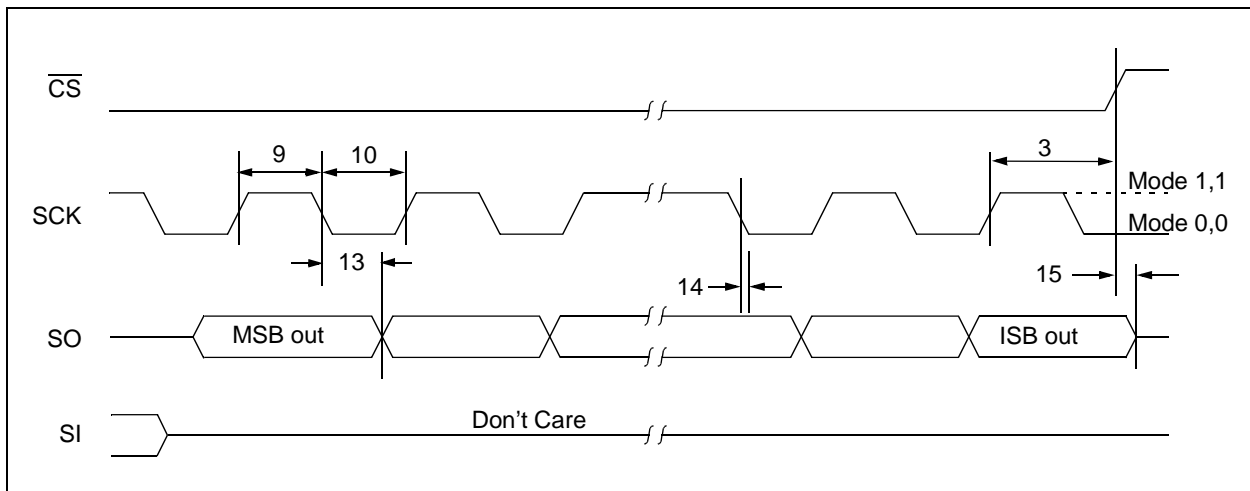 CS
9
10
3
SCK
Mode 1,1
Mode 0,0
13
14
15
SO
MSB out
ISB out
SI
Don't Care